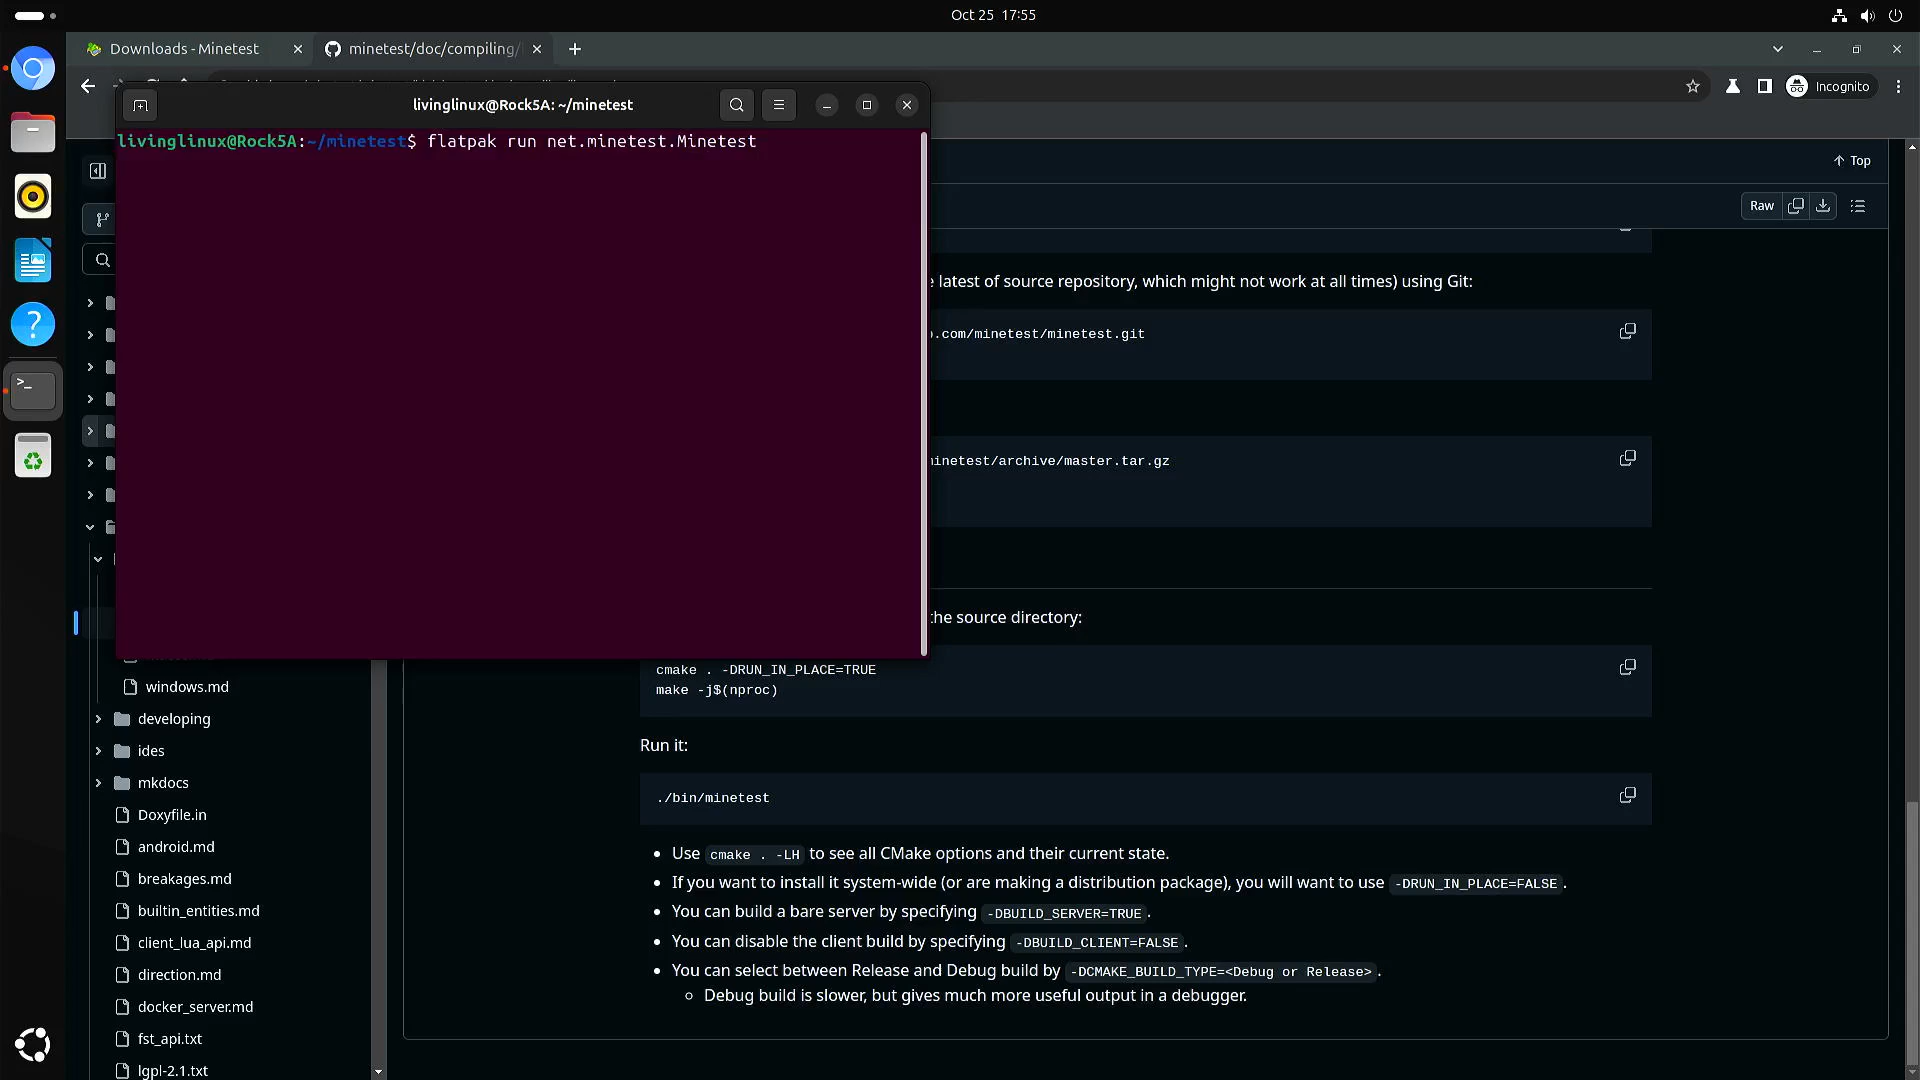 Oct 25 17:55
Downloads - Minetest
minetest/doc/compiling/
Incognito
livinglinux@Rock5A: ~/minetest
livinglinux@Rock5A:~/minetest$ flatpak run net.minetest.Minetest
Top
Raw
latest of source repository, which might not work at all times) using Git:
.com/minetest/minetest.git
minetest/archive/master.tar.gz
the source directory:
cmake . -DRUN_IN_PLACE=TRUE
make -j$(nproc)
Run it:
./bin/minetest
Use cmake . -LH to see all CMake options and their current state.
If you want to install it system-wide (or are making a distribution package), you will want to use -DRUN_IN_PLACE=FALSE.
You can build a bare server by specifying -DBUILD_SERVER=TRUE.
You can disable the client build by specifying -DBUILD_CLIENT=FALSE.
You can select between Release and Debug build by -DCMAKE_BUILD_TYPE=<Debug or Release>.
Debug build is slower, but gives much more useful output in a debugger.
windows.md
developing
ides
mkdocs
Doxyfile.in
android.md
breakages.md
builtin_entities.md
client_lua_api.md
direction.md
docker_server.md
fst_api.txt
lgpl-2.1.txt